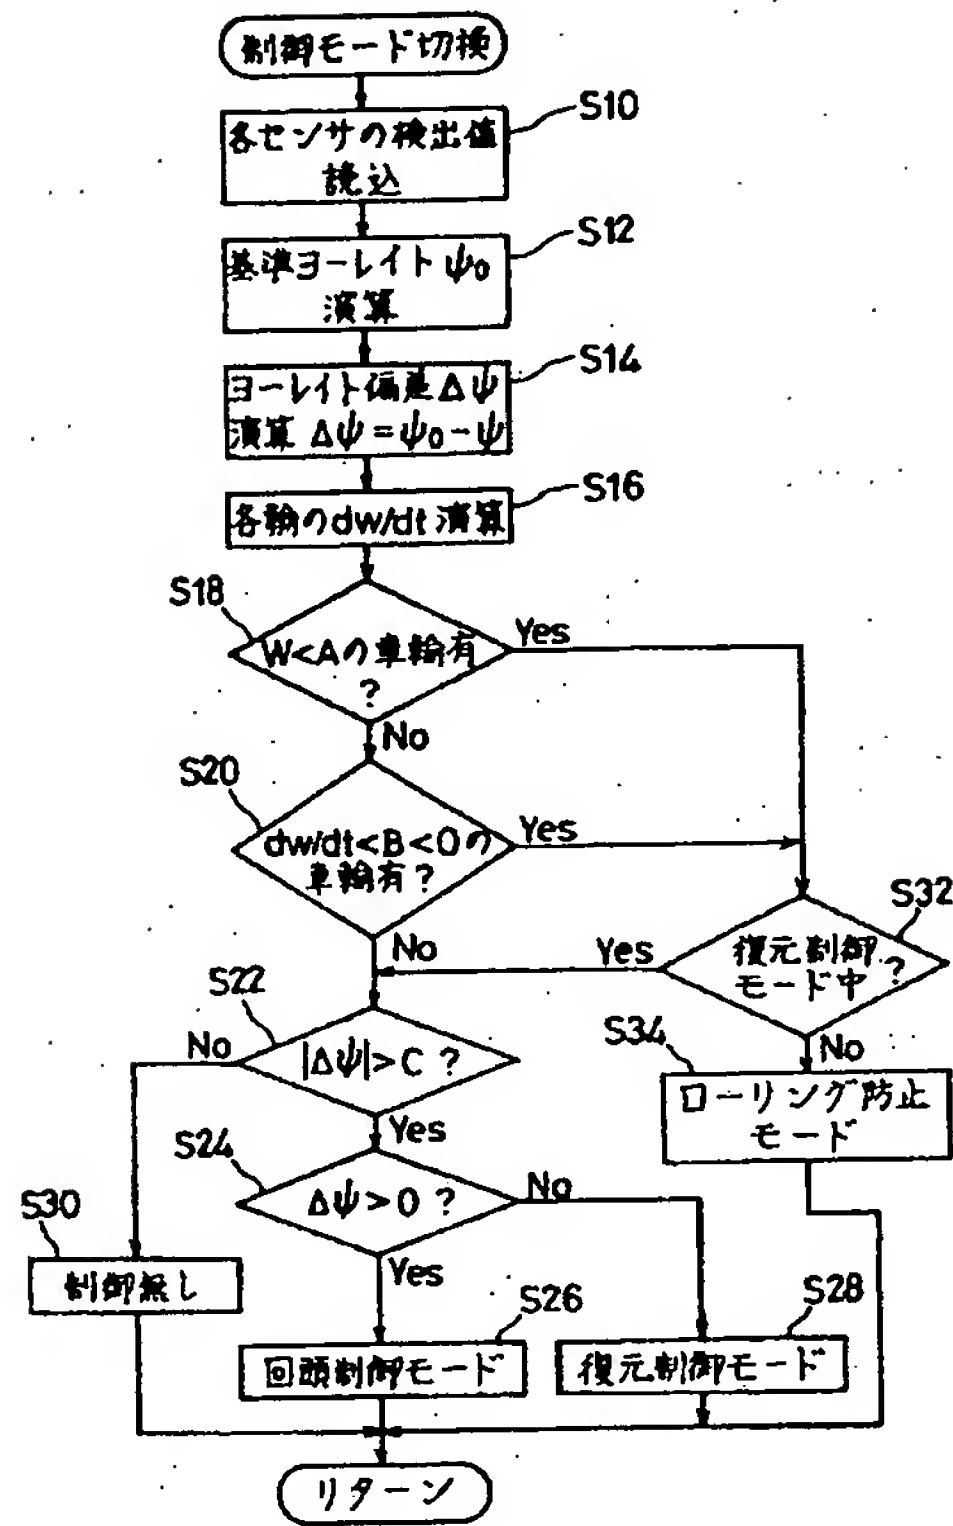 制御モード切換
S10
各センサの検出値
読込
S12
基準ヨーレイト ψ₀
演算
S14
ヨーレイト偏差 Δψ
演算 Δψ = ψ₀ - ψ
S16
各輪のdw/dt 演算
S18
W<Aの車輪有
?
Yes
No
S20
dw/dt<B<0の
車輪有?
Yes
No
S32
復元制御
モード中?
Yes
No
S22
|Δψ|>C ?
No
Yes
S34
ローリング防止
モード
S24
Δψ>0 ?
No
Yes
S30
制御無し
S26
回頭制御モード
S28
復元制御モード
リターン